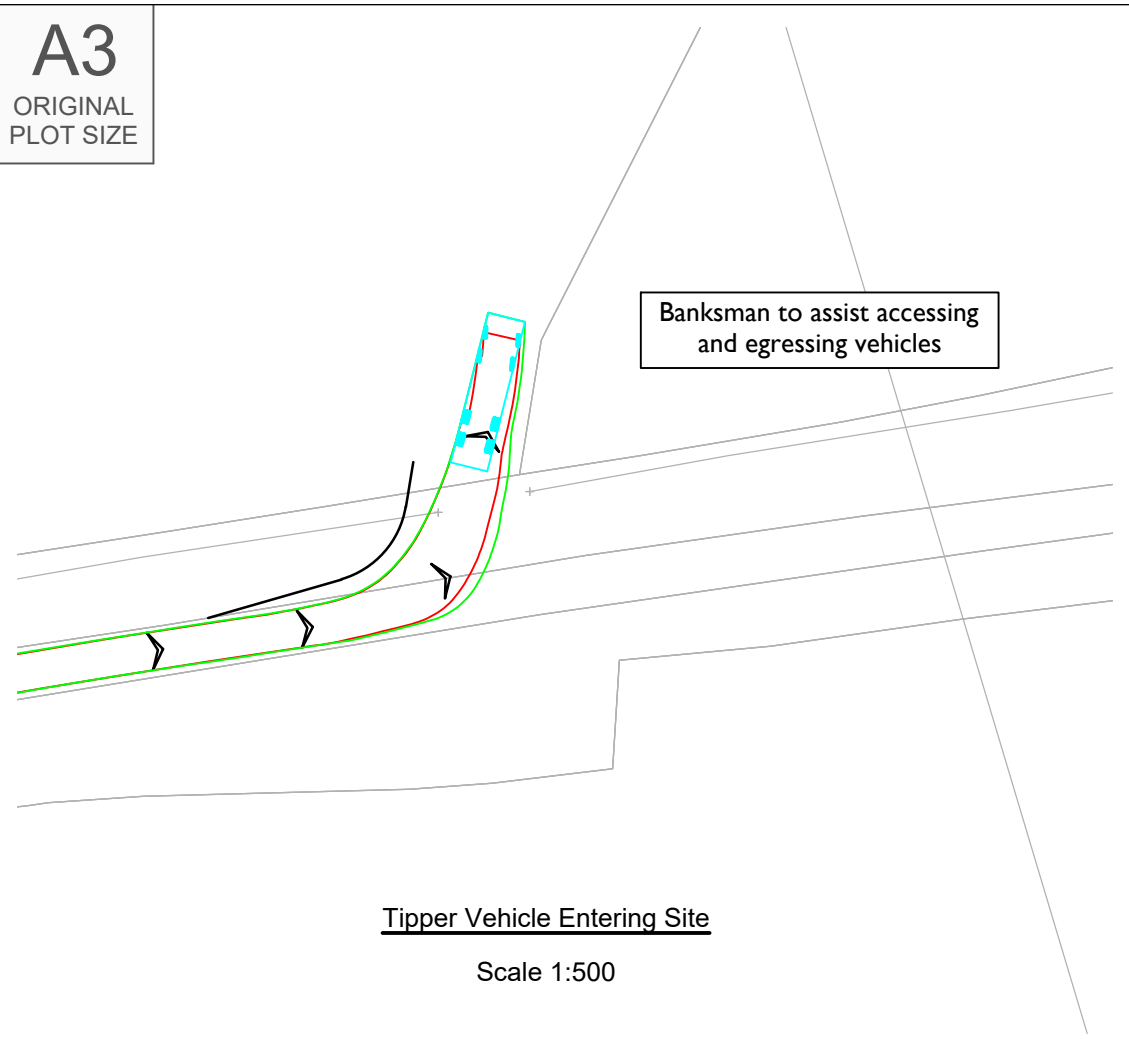 A3
ORIGINAL
PLOT SIZE
Banksman to assist accessing
and egressing vehicles
Tipper Vehicle Entering Site
Scale 1:500